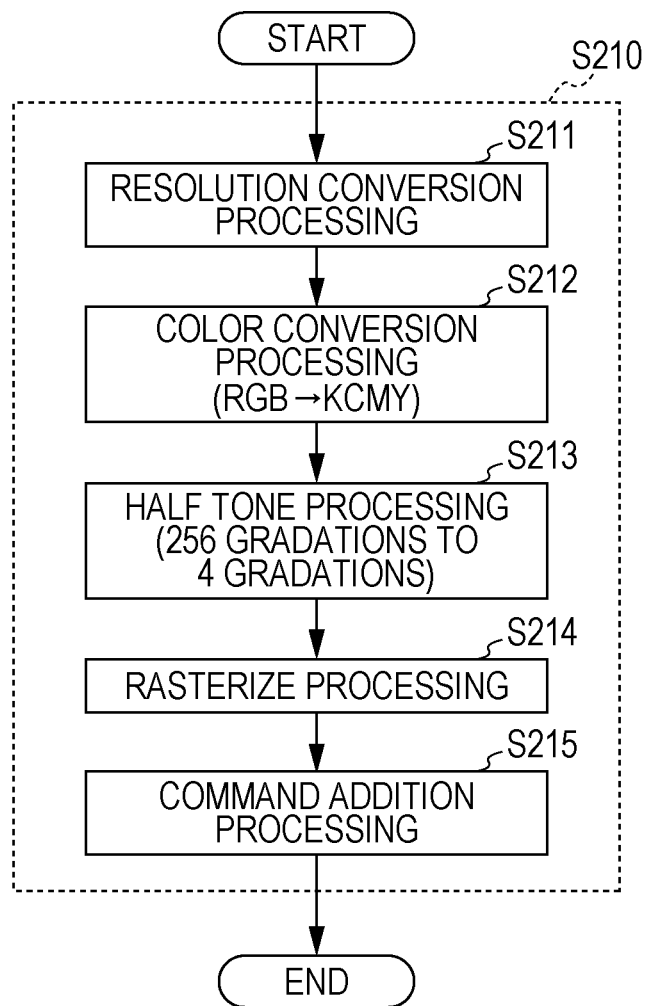 START
S210
S211
RESOLUTION CONVERSION
PROCESSING
S212
COLOR CONVERSION
PROCESSING
(RGB→KCMY)
S213
HALF TONE PROCESSING
(256 GRADATIONS TO
4 GRADATIONS)
S214
RASTERIZE PROCESSING
S215
COMMAND ADDITION
PROCESSING
END